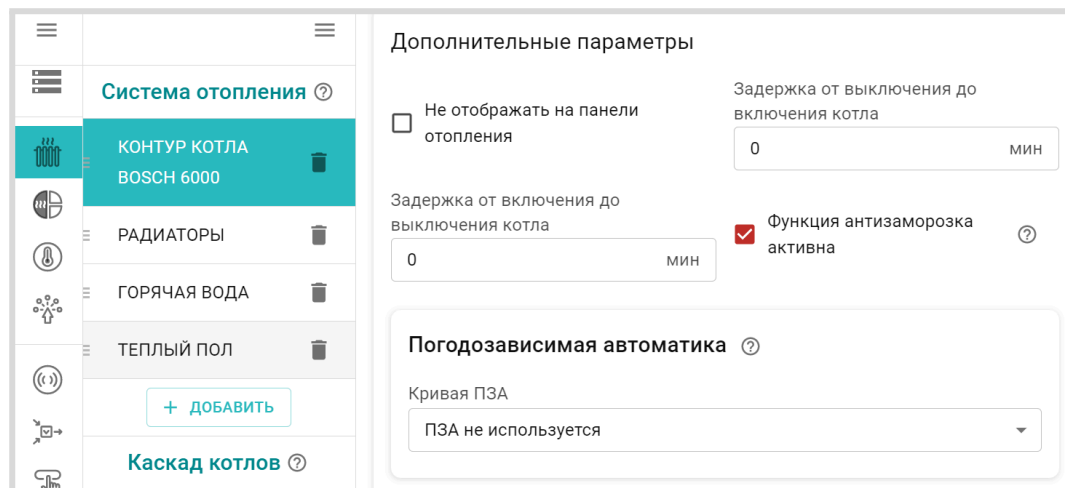 Система отопления
КОНТУР КОТЛА
BOSCH 6000
РАДИАТОРЫ
ГОРЯЧАЯ ВОДА
ТЕПЛЫЙ ПОЛ
+ ДОБАВИТЬ
Каскад котлов
Дополнительные параметры
Не отображать на панели
отопления
Задержка от выключения до
включения котла
0 мин
Задержка от включения до
выключения котла
0 мин
Функция антизаморозка
активна
Погодозависимая автоматика
Кривая ПЗА
ПЗА не используется